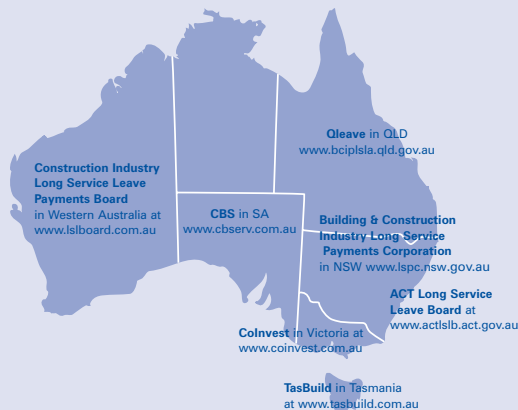 Qleave in QLD
www.bciplsla.qld.gov.au
Construction Industry
Long Service Leave
Payments Board
in Western Australia at
www.lslboard.com.au
CBS in SA
www.cbserv.com.au
Building & Construction
Industry Long Service
Payments Corporation
in NSW www.lspc.nsw.gov.au
ACT Long Service
Leave Board at
www.actlslb.act.gov.au
CoInvest in Victoria at
www.coinvest.com.au
TasBuild in Tasmania
at www.tasbuild.com.au